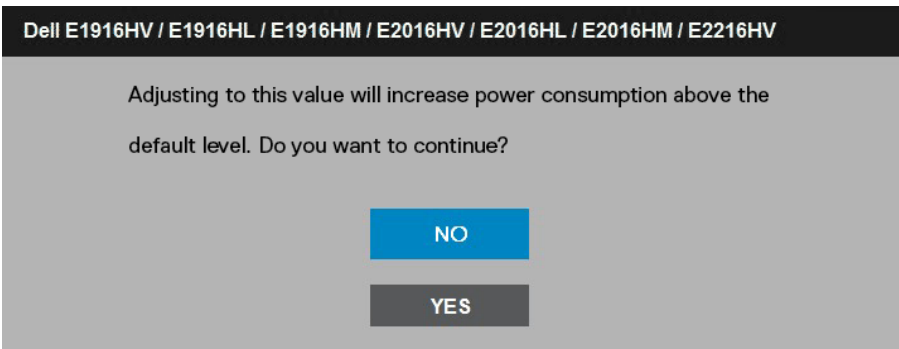 Dell E1916HV / E1916HL / E1916HM / E2016HV / E2016HL / E2016HM / E2216HV
Adjusting to this value will increase power consumption above the
default level. Do you want to continue?
NO
YES